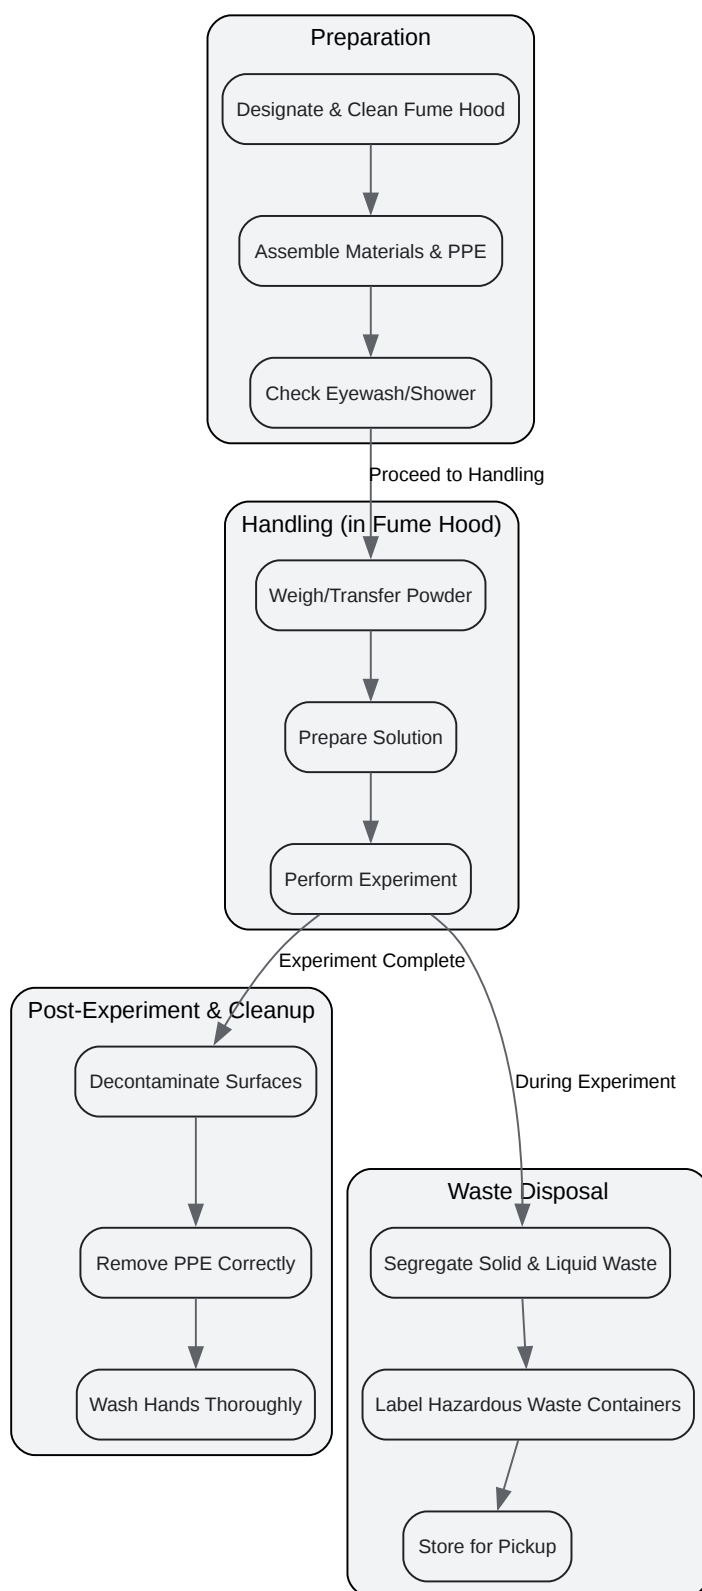 Preparation
Designate & Clean Fume Hood
Assemble Materials & PPE
Check Eyewash/Shower
Proceed to Handling
Handling (in Fume Hood)
Weigh/Transfer Powder
Prepare Solution
Perform Experiment
Experiment Complete
Post-Experiment & Cleanup
Decontaminate Surfaces
Remove PPE Correctly
Wash Hands Thoroughly
During Experiment
Waste Disposal
Segregate Solid & Liquid Waste
Label Hazardous Waste Containers
Store for Pickup